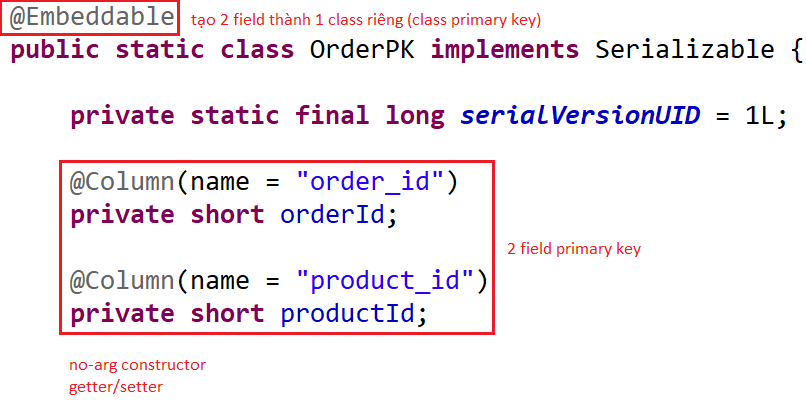 @Embeddable tạo 2 field thành 1 class riêng (class primary key)
public static class OrderPK implements Serializable {
private static final long serialVersionUID = 1L;
@Column(name = "order_id")
private short orderId;
2 field primary key
@Column(name = "product_id")
private short productId;
no-arg constructor
getter/setter